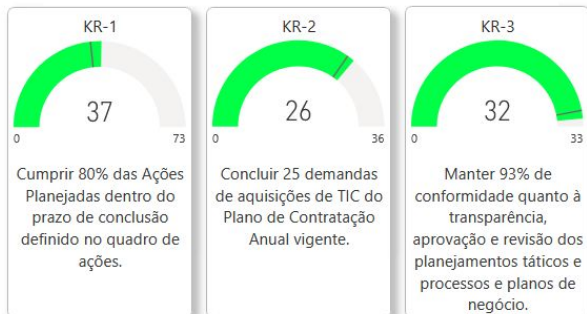 KR-1
37
0
73
Cumprir 80% das Ações
Planejadas dentro do
prazo de conclusão
definido no quadro de
ações.
KR-2
26
0
36
Concluir 25 demandas
de aquisições de TIC do
Plano de Contratação
Anual vigente.
KR-3
32
0
33
Manter 93% de
conformidade quanto à
transparência,
aprovação e revisão dos
planejamentos táticos e
processos e planos de
negócio.